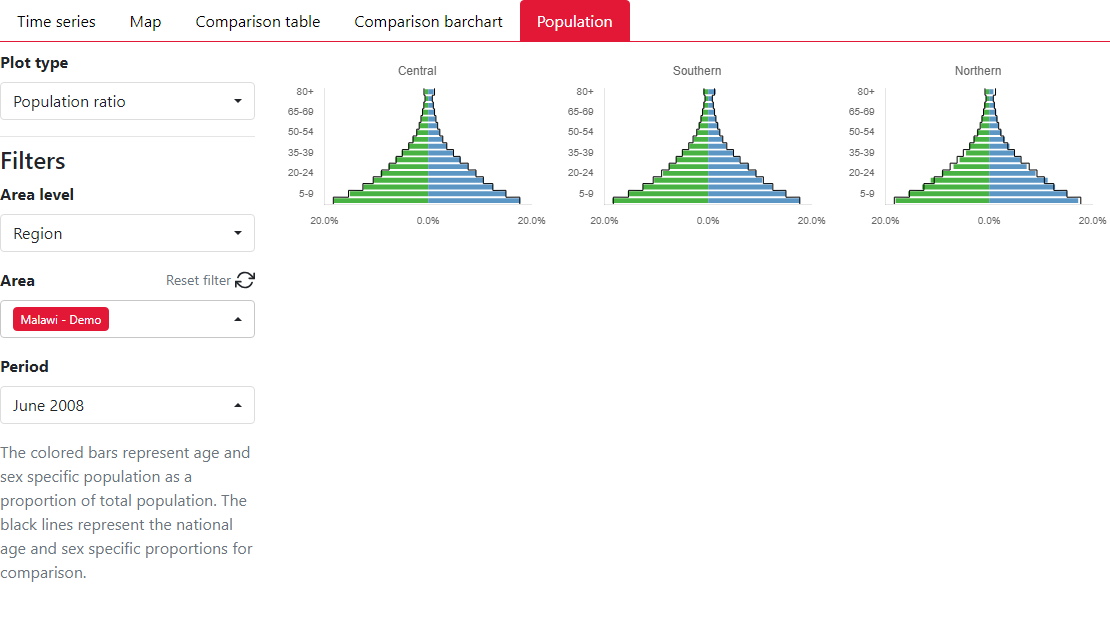 Time series Map Comparison table Comparison barchart Population
Plot type
Population ratio
Filters
Area level
Region
Area Reset filter
Malawi - Demo
Period
June 2008
The colored bars represent age and
sex specific population as a
proportion of total population. The
black lines represent the national
age and sex specific proportions for
comparison.
Central
80+
65-69
50-54
35-39
20-24
5-9
20.0% 0.0% 20.0%
Southern
80+
65-69
50-54
35-39
20-24
5-9
20.0% 0.0% 20.0%
Northern
80+
65-69
50-54
35-39
20-24
5-9
20.0% 0.0% 20.0%